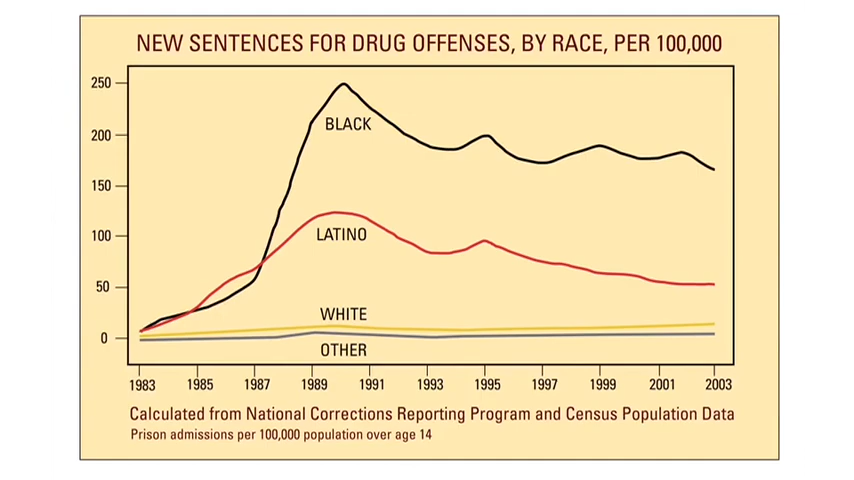 NEW SENTENCES FOR DRUG OFFENSES, BY RACE, PER 100,000
250
BLACK
200
150
100
LATINO
50
WHITE
0
OTHER
1983 1985 1987 1989 1991 1993 1995 1997 1999 2001 2003
Calculated from National Corrections Reporting Program and Census Population Data
Prison admissions per 100,000 population over age 14